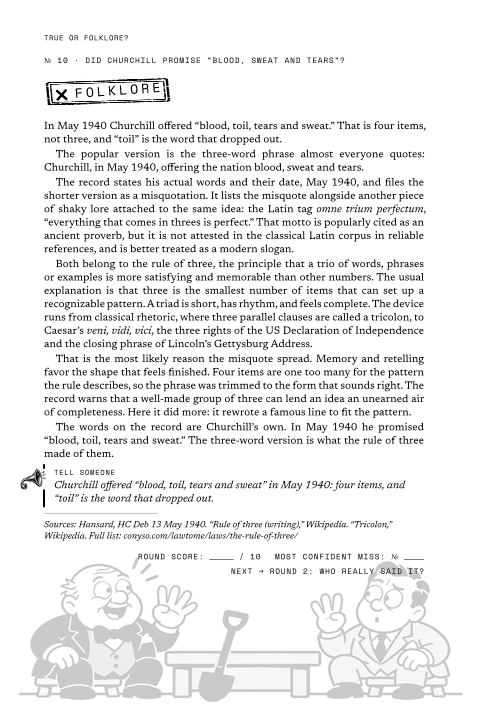 TRUE OR FOLKLORE?
№ 10 · DID CHURCHILL PROMISE "BLOOD, SWEAT AND TEARS"?
× FOLKLORE
In May 1940 Churchill offered “blood, toil, tears and sweat.” That is four items,
not three, and “toil” is the word that dropped out.
The popular version is the three-word phrase almost everyone quotes:
Churchill, in May 1940, offering the nation blood, sweat and tears.
The record states his actual words and their date, May 1940, and files the
shorter version as a misquotation. It lists the misquote alongside another piece
of shaky lore attached to the same idea: the Latin tag omne trium perfectum,
“everything that comes in threes is perfect.” That motto is popularly cited as an
ancient proverb, but it is not attested in the classical Latin corpus in reliable
references, and is better treated as a modern slogan.
Both belong to the rule of three, the principle that a trio of words, phrases
or examples is more satisfying and memorable than other numbers. The usual
explanation is that three is the smallest number of items that can set up a
recognizable pattern. A triad is short, has rhythm, and feels complete. The device
runs from classical rhetoric, where three parallel clauses are called a tricolon, to
Caesar’s veni, vidi, vici, the three rights of the US Declaration of Independence
and the closing phrase of Lincoln’s Gettysburg Address.
That is the most likely reason the misquote spread. Memory and retelling
favor the shape that feels finished. Four items are one too many for the pattern
the rule describes, so the phrase was trimmed to the form that sounds right. The
record warns that a well-made group of three can lend an idea an unearned air
of completeness. Here it did more: it rewrote a famous line to fit the pattern.
The words on the record are Churchill’s own. In May 1940 he promised
“blood, toil, tears and sweat.” The three-word version is what the rule of three
made of them.
TELL SOMEONE
Churchill offered “blood, toil, tears and sweat” in May 1940: four items, and
“toil” is the word that dropped out.
Sources: Hansard, HC Deb 13 May 1940. “Rule of three (writing),” Wikipedia. “Tricolon,”
Wikipedia. Full list: conyso.com/lawtome/laws/the-rule-of-three/
ROUND SCORE: _____ / 10 MOST CONFIDENT MISS: № ____
NEXT → ROUND 2: WHO REALLY SAID IT?